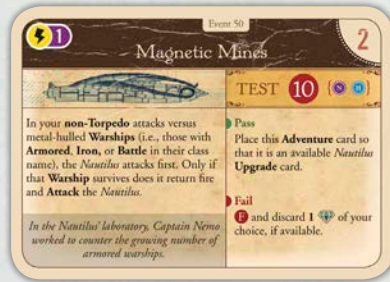 Event 50
1
2
Magnetic Mines
TEST 10 (N H)
In your non-Torpedo attacks versus
metal-hulled Warships (i.e., those with
Armored, Iron, or Battle in their class
name), the Nautilus attacks first. Only if
that Warship survives does it return fire
and Attack the Nautilus.
In the Nautilus' laboratory, Captain Nemo
worked to counter the growing number of
armored warships.
Pass
Place this Adventure card so
that it is an available Nautilus
Upgrade card.
Fail
F and discard 1 of your
choice, if available.